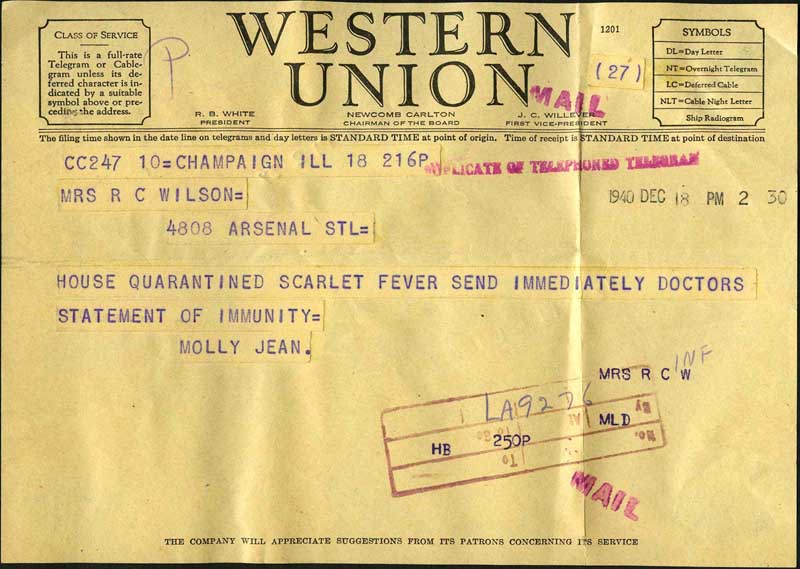 CLASS OF SERVICE
This is a full-rate
Telegram or Cable-
gram unless its de-
ferred character is in-
dicated by a suitable
symbol above or pre-
ceding the address.
P
WESTERN
UNION
1201
(27)
SYMBOLS
DL=Day Letter
NT=Overnight Telegram
LC=Deferred Cable
NLT=Cable Night Letter
Ship Radiogram
R. B. WHITE
PRESIDENT
NEWCOMB CARLTON
CHAIRMAN OF THE BOARD
J. C. WILLEVER
FIRST VICE-PRESIDENT
MAIL
The filing time shown in the date line on telegrams and day letters is STANDARD TIME at point of origin. Time of receipt is STANDARD TIME at point of destination
CC247 10=CHAMPAIGN ILL 18 216P
DUPLICATE OF TELEPHONED TELEGRAM
MRS R C WILSON=
1940 DEC 18 PM 2 30
4808 ARSENAL STL=
HOUSE QUARANTINED SCARLET FEVER SEND IMMEDIATELY DOCTORS
STATEMENT OF IMMUNITY=
MOLLY JEAN.
INF
MRS R C W
LA9276
By
At
MLD
No.
HB
250P
To
MAIL
THE COMPANY WILL APPRECIATE SUGGESTIONS FROM ITS PATRONS CONCERNING ITS SERVICE